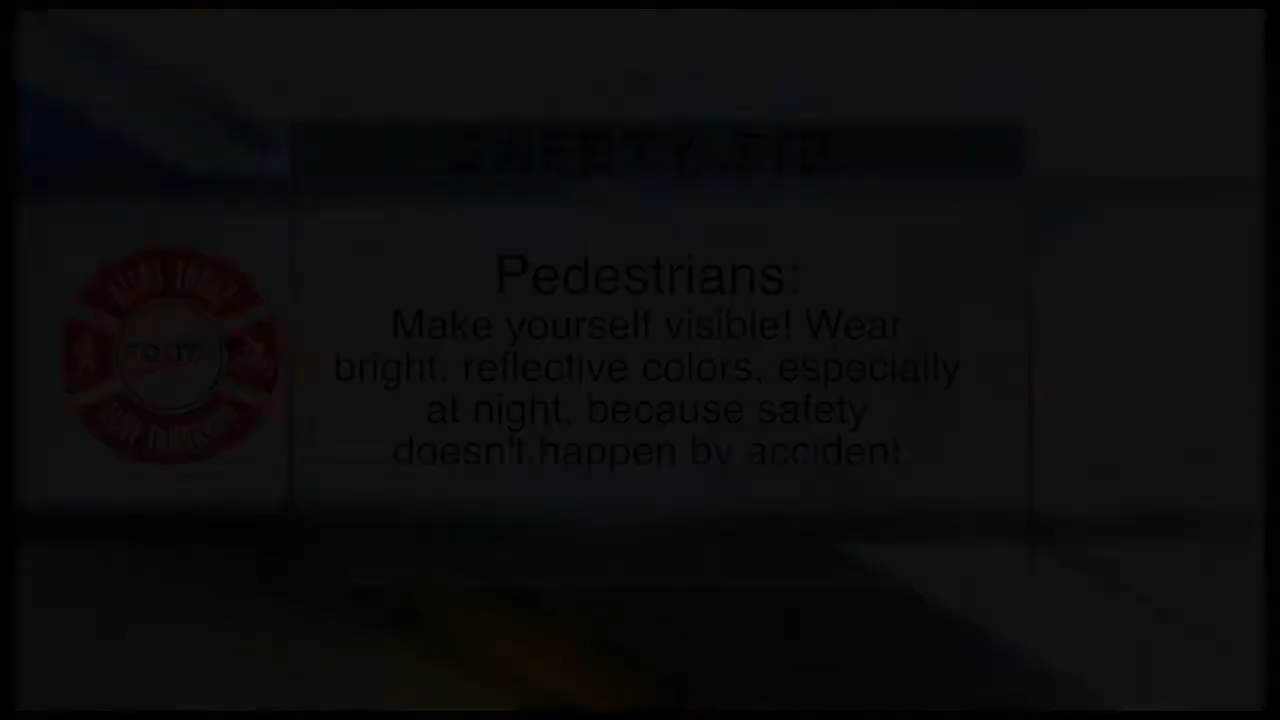 SAFETY TIP
Pedestrians:
Make yourself visible! Wear
bright, reflective colors, especially
at night, because safety
doesn't happen by accident